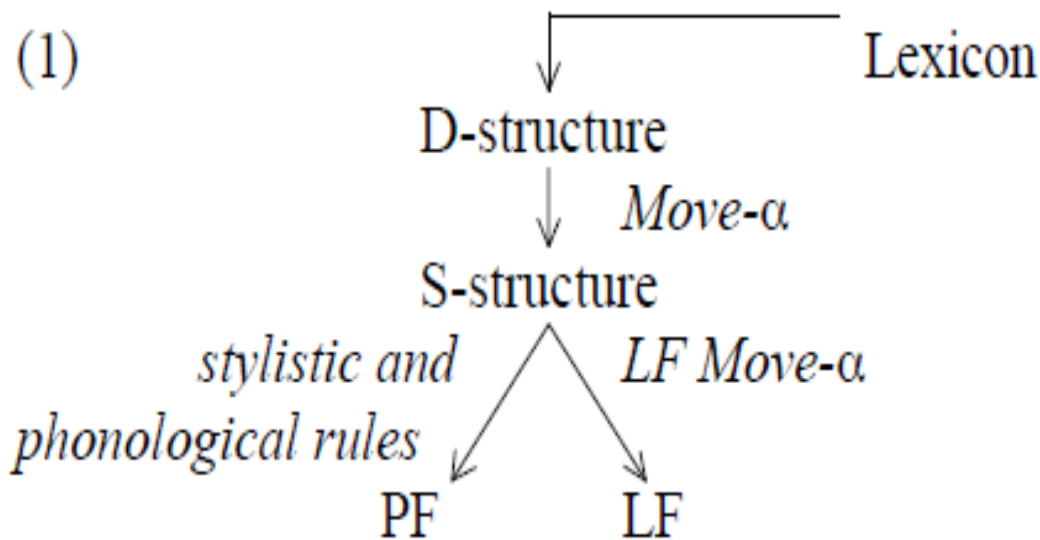 (1)
Lexicon
D-structure
Move-α
S-structure
stylistic and LF Move-α
phonological rules
PF LF